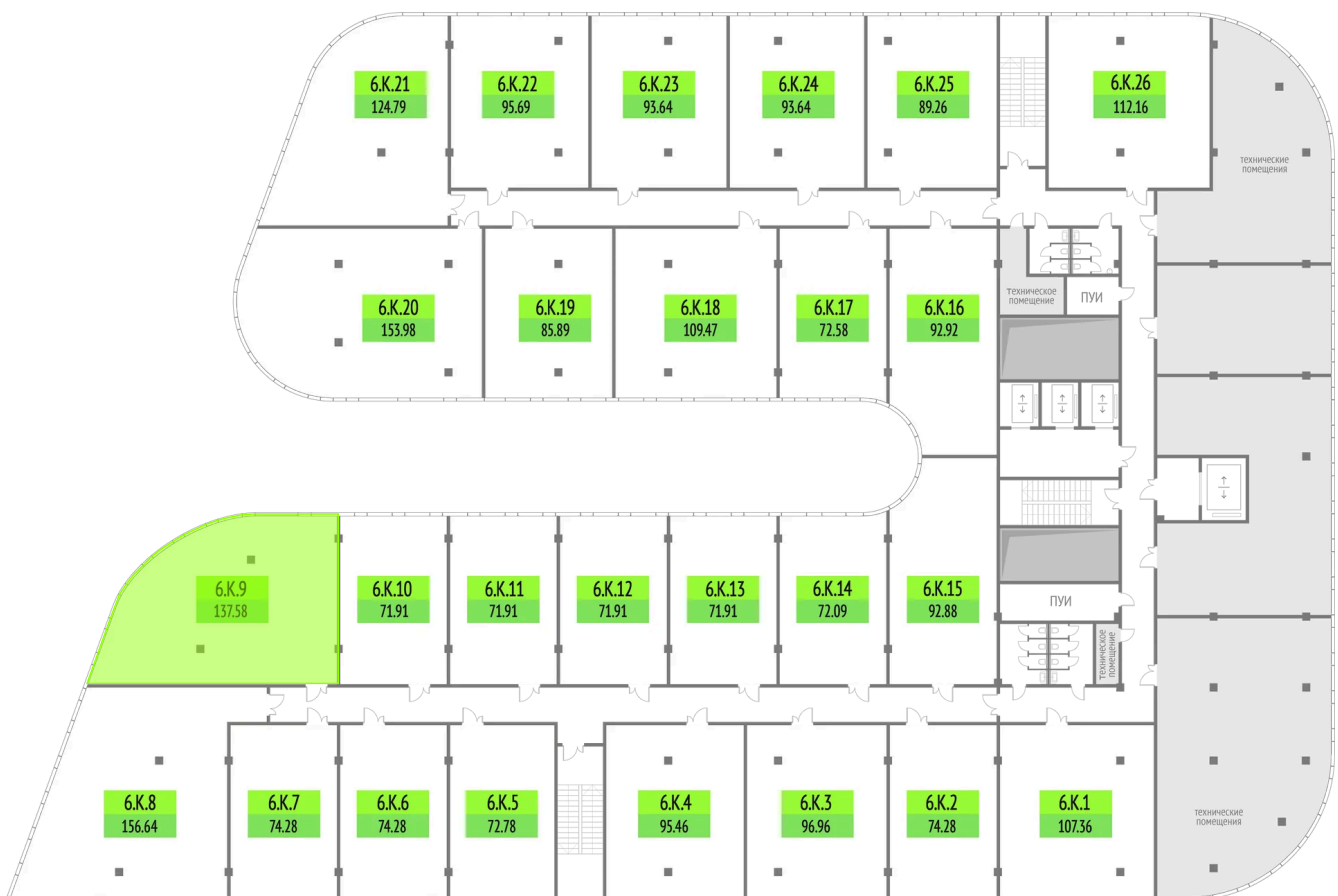 6.К.21
124.79
6.К.22
95.69
6.К.23
93.64
6.К.24
93.64
6.К.25
89.26
6.К.26
112.16
технические
помещения
6.К.20
153.98
6.К.19
85.89
6.К.18
109.47
6.К.17
72.58
6.К.16
92.92
техническое
помещение
ПУИ
6.К.9
137.58
6.К.10
71.91
6.К.11
71.91
6.К.12
71.91
6.К.13
71.91
6.К.14
72.09
6.К.15
92.88
ПУИ
техническое
помещение
6.К.8
156.64
6.К.7
74.28
6.К.6
74.28
6.К.5
72.78
6.К.4
95.46
6.К.3
96.96
6.К.2
74.28
6.К.1
107.36
технические
помещения